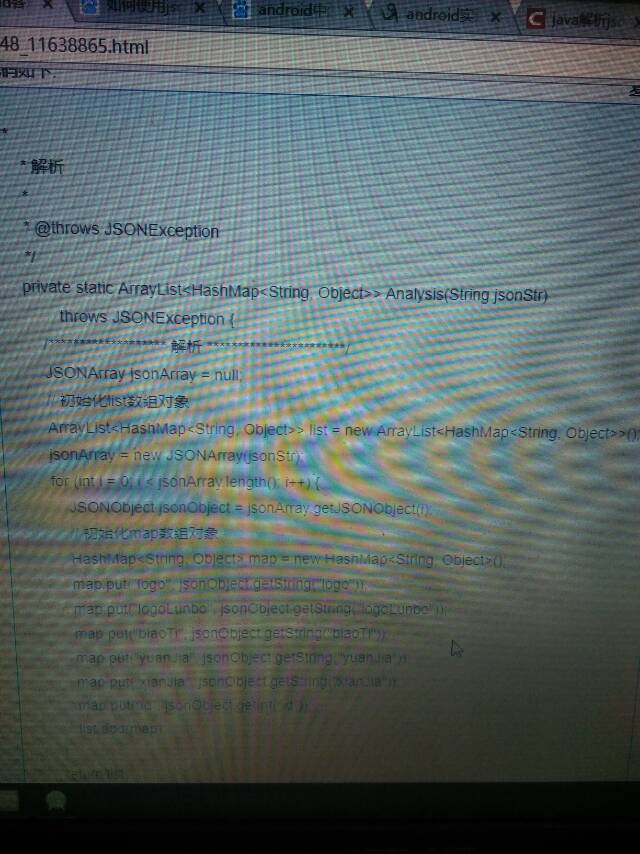 如何使用js
android中
android实
java解析jso
48_11638865.html
码如下:
*
* 解析
*
* @throws JSONException
*/
private static ArrayList<HashMap<String, Object>> Analysis(String jsonStr)
throws JSONException {
/******************* 解析 ***********************/
JSONArray jsonArray = null;
// 初始化list数组对象
ArrayList<HashMap<String, Object>> list = new ArrayList<HashMap<String, Object>>();
jsonArray = new JSONArray(jsonStr);
for (int i = 0; i < jsonArray.length(); i++) {
JSONObject jsonObject = jsonArray.getJSONObject(i);
// 初始化map数组对象
HashMap<String, Object> map = new HashMap<String, Object>();
map.put("logo", jsonObject.getString("logo"));
map.put("logoLunbo", jsonObject.getString("logoLunbo"));
map.put("biaoTi", jsonObject.getString("biaoTi"));
map.put("yuanJia", jsonObject.getString("yuanJia"));
map.put("xianJia", jsonObject.getString("xianJia"));
map.put("id", jsonObject.getInt("id"));
list.add(map);
return list;